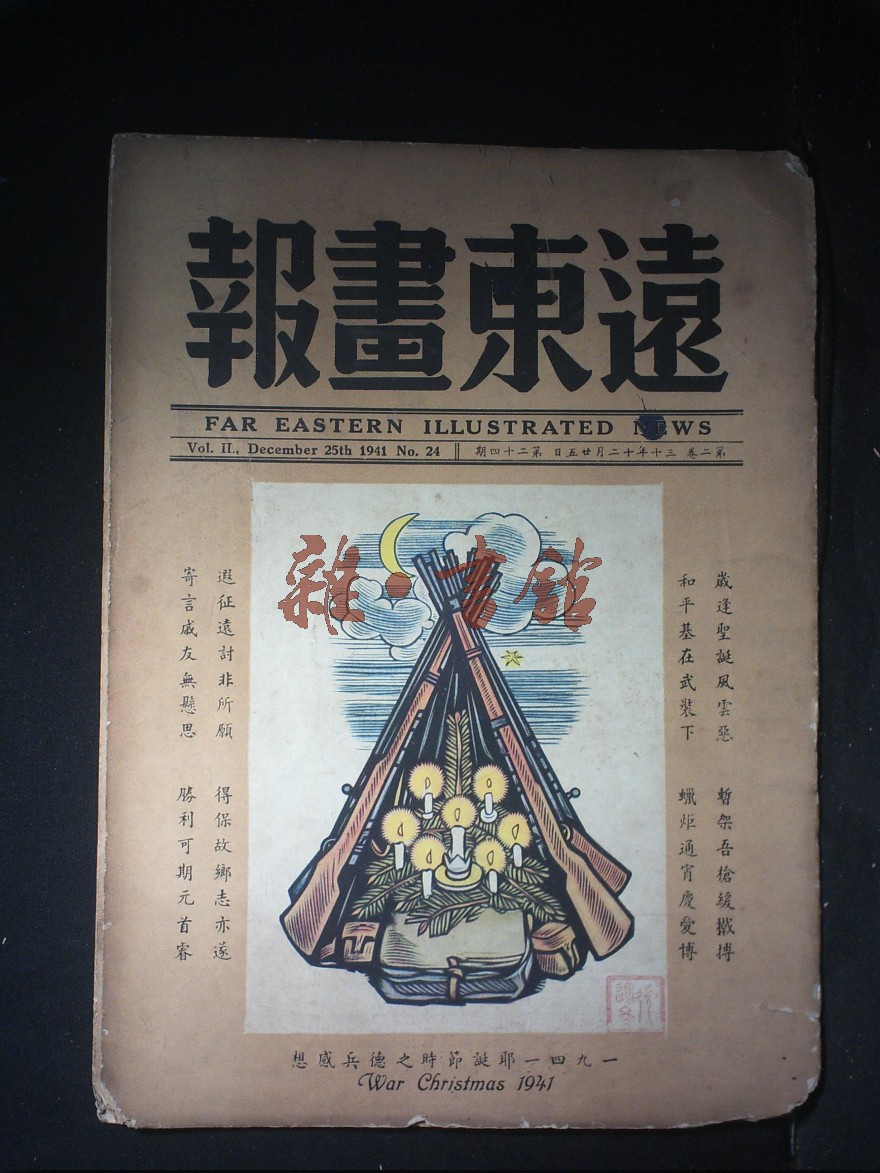 遠東畫報
FAR EASTERN ILLUSTRATED NEWS
Vol. II., December 25th 1941 No. 24
第二卷 三十年十二月廿五日 第二十四期
雜·書館
歲逢聖誕風雲惡 暫架吾槍緩擻搏
和平基在武裝下 蠟炬通宵慶愛博
遐征遠討非所願 得保故鄉志亦遂
寄言戚友無懸思 勝利可期元首睿
一九四一耶誕節時之德兵感想
War Christmas 1941